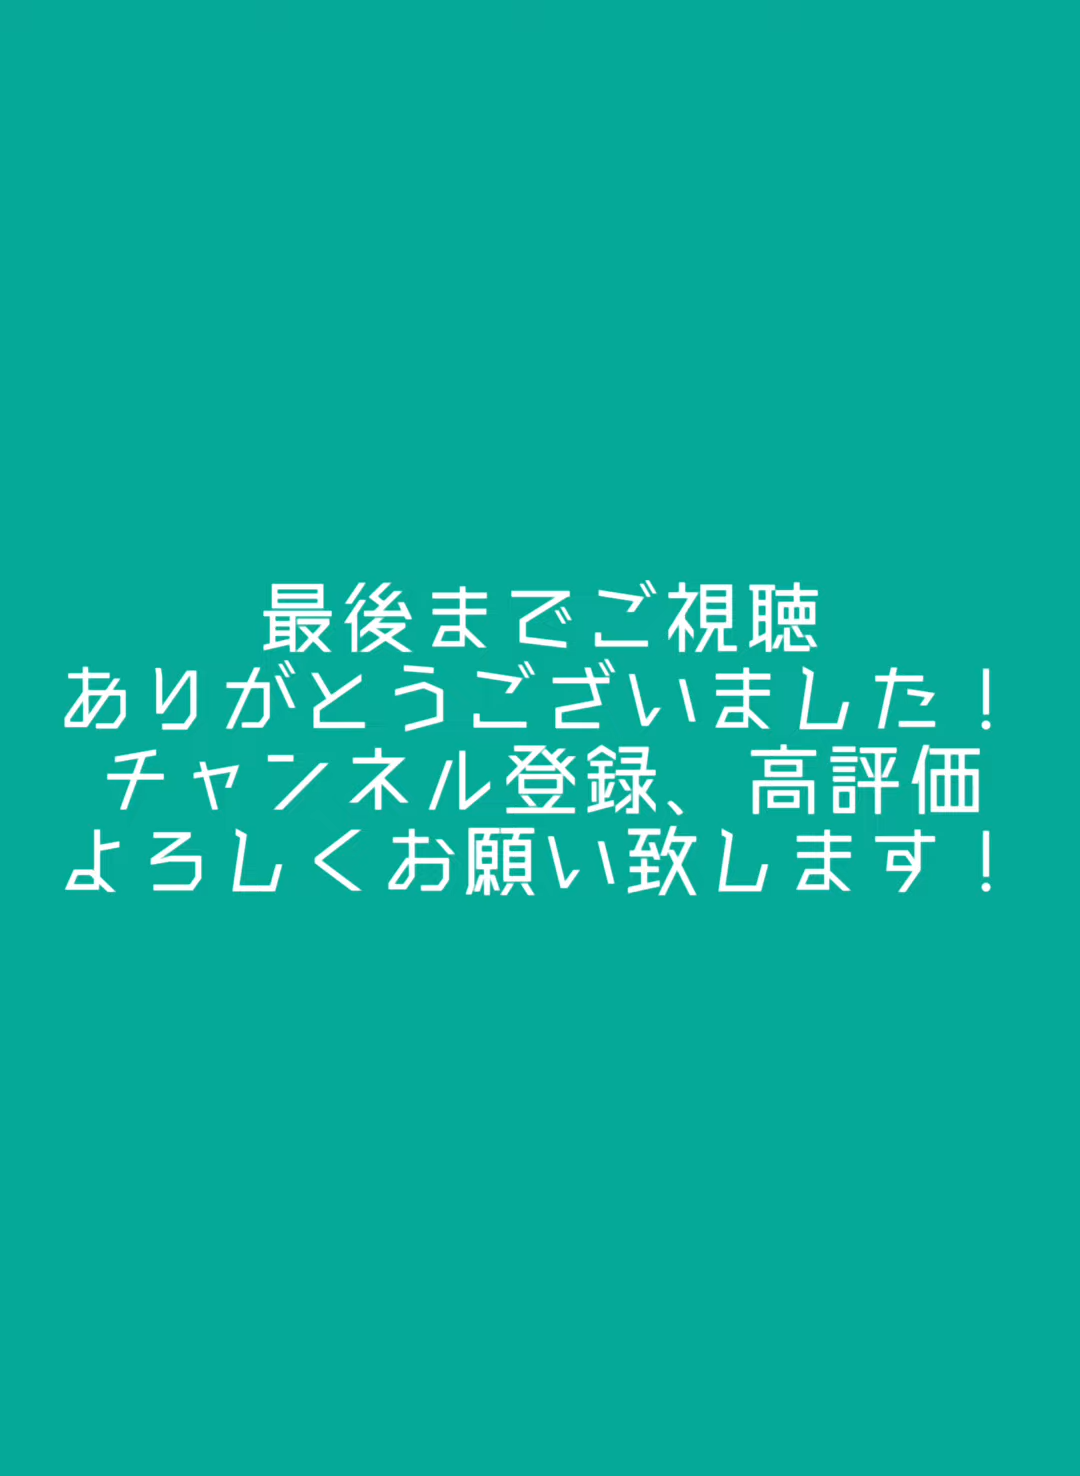 最後までご視聴
ありがとうございました！
チャンネル登録、高評価
よろしくお願い致します！